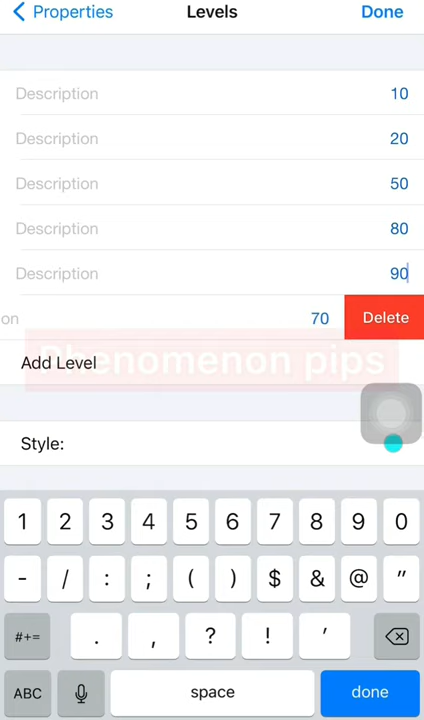 Properties Levels Done
Description 10
Description 20
Description 50
Description 80
Description 90
on 70 Delete
Phenomenon pips
Add Level
Style:
1 2 3 4 5 6 7 8 9 0
- / : ; ( ) $ & @ "
#+= . , ? ! '
ABC space done